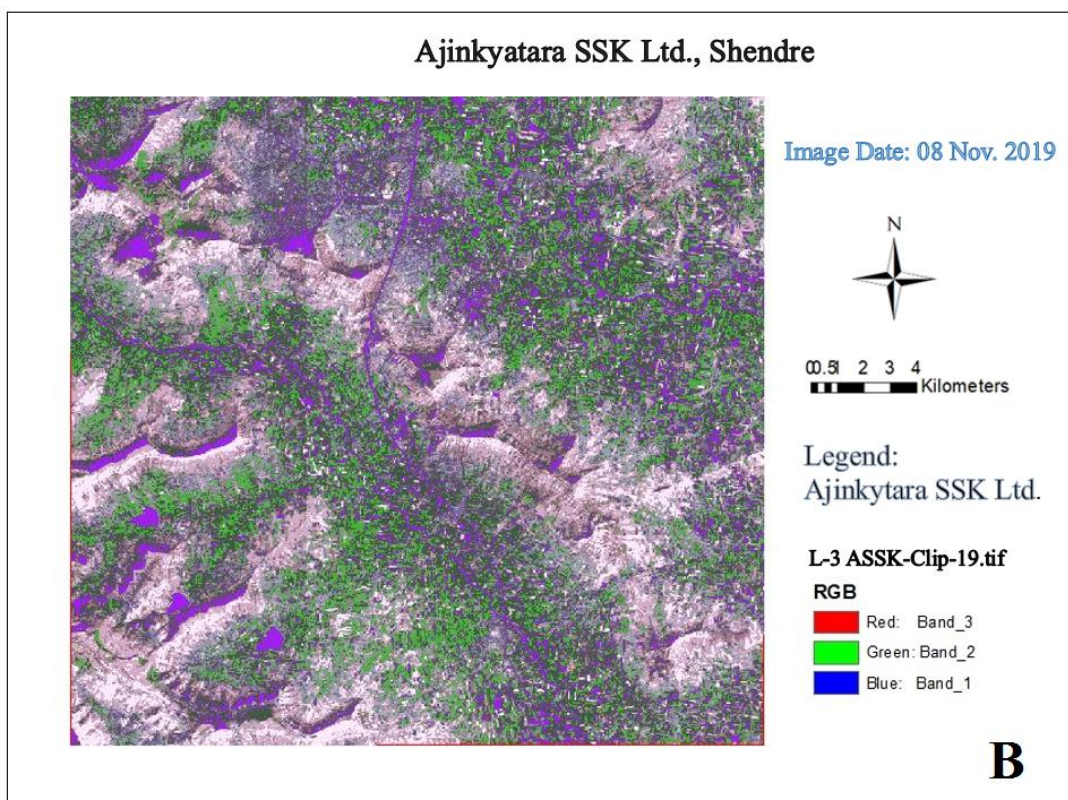 Ajinkyatara SSK Ltd., Shendre
Image Date: 08 Nov. 2019
N
0 0.5 1 2 3 4
Kilometers
Legend:
Ajinkytara SSK Ltd.
L-3 ASSK-Clip-19.tif
RGB
Red: Band_3
Green: Band_2
Blue: Band_1
B